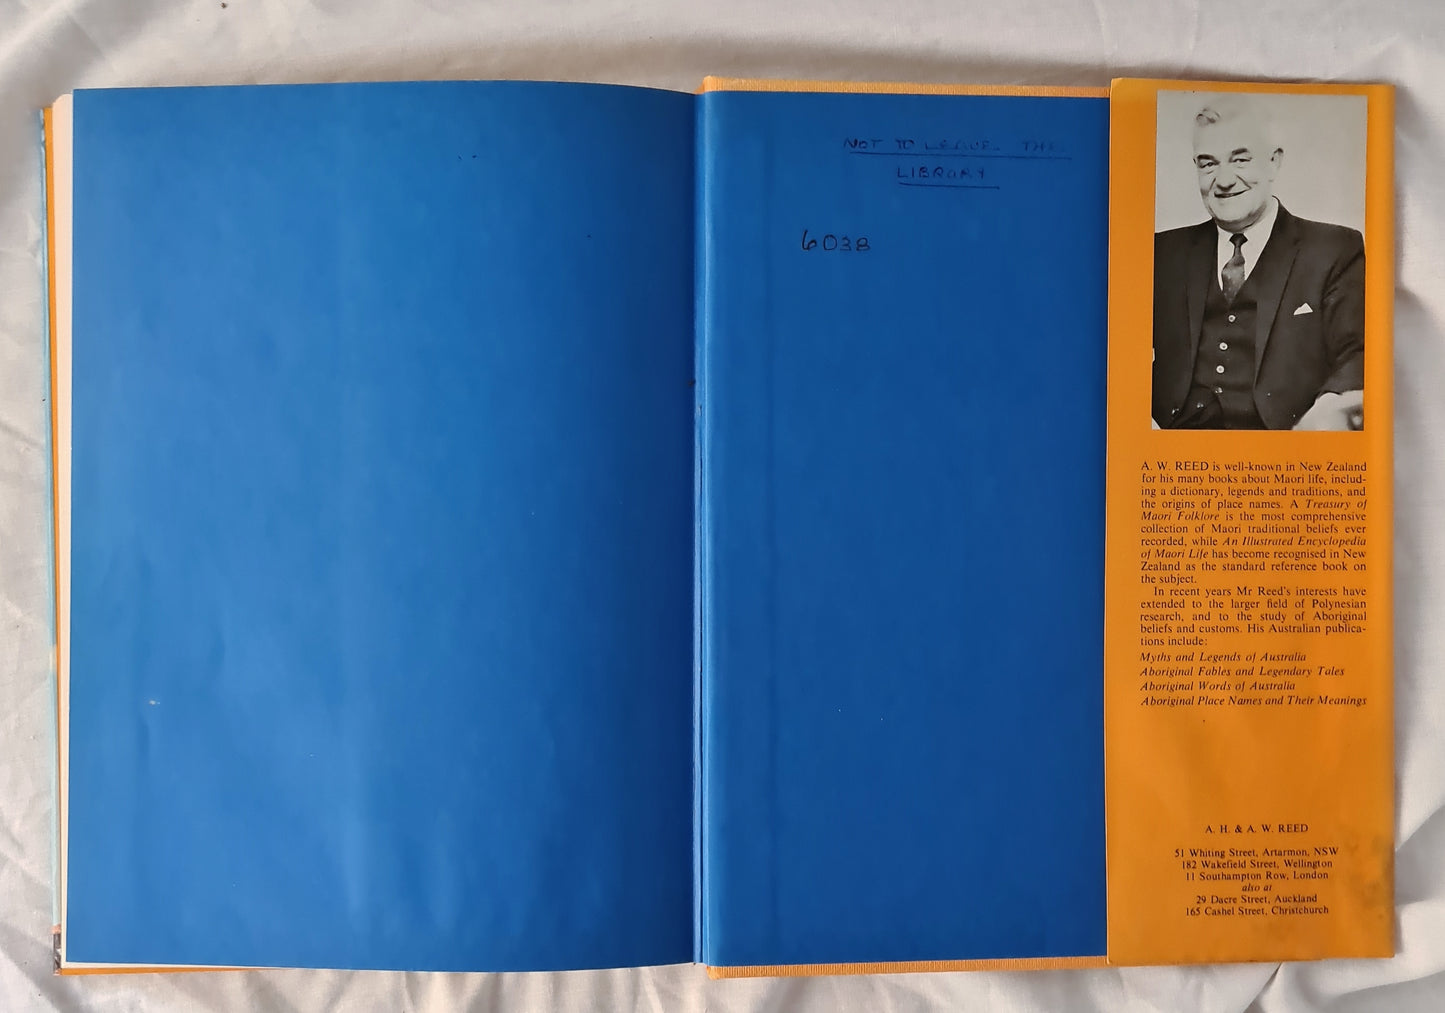 NOT TO LEAVE THE
LIBRARY
6038
A. W. REED is well-known in New Zealand
for his many books about Maori life, includ-
ing a dictionary, legends and traditions, and
the origins of place names. A Treasury of
Maori Folklore is the most comprehensive
collection of Maori traditional beliefs ever
recorded, while An Illustrated Encyclopedia
of Maori Life has become recognised in New
Zealand as the standard reference book on
the subject.
In recent years Mr Reed's interests have
extended to the larger field of Polynesian
research, and to the study of Aboriginal
beliefs and customs. His Australian publica-
tions include:
Myths and Legends of Australia
Aboriginal Fables and Legendary Tales
Aboriginal Words of Australia
Aboriginal Place Names and Their Meanings
A. H. & A. W. REED
51 Whiting Street, Artarmon, NSW
182 Wakefield Street, Wellington
11 Southampton Row, London
also at
29 Dacre Street, Auckland
165 Cashel Street, Christchurch